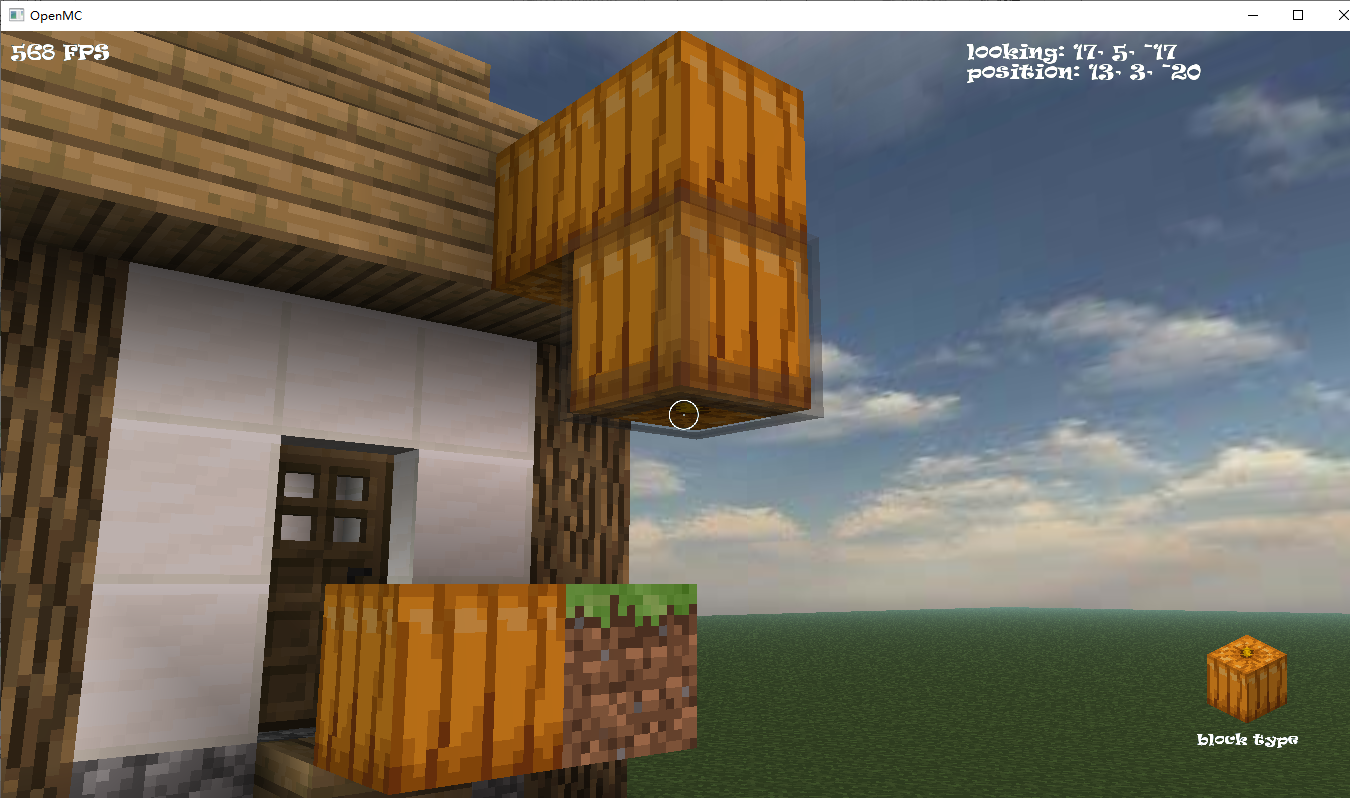 OpenMC
568 FPS
looking: 17, 5, -17
position: 13, 3, -20
block type